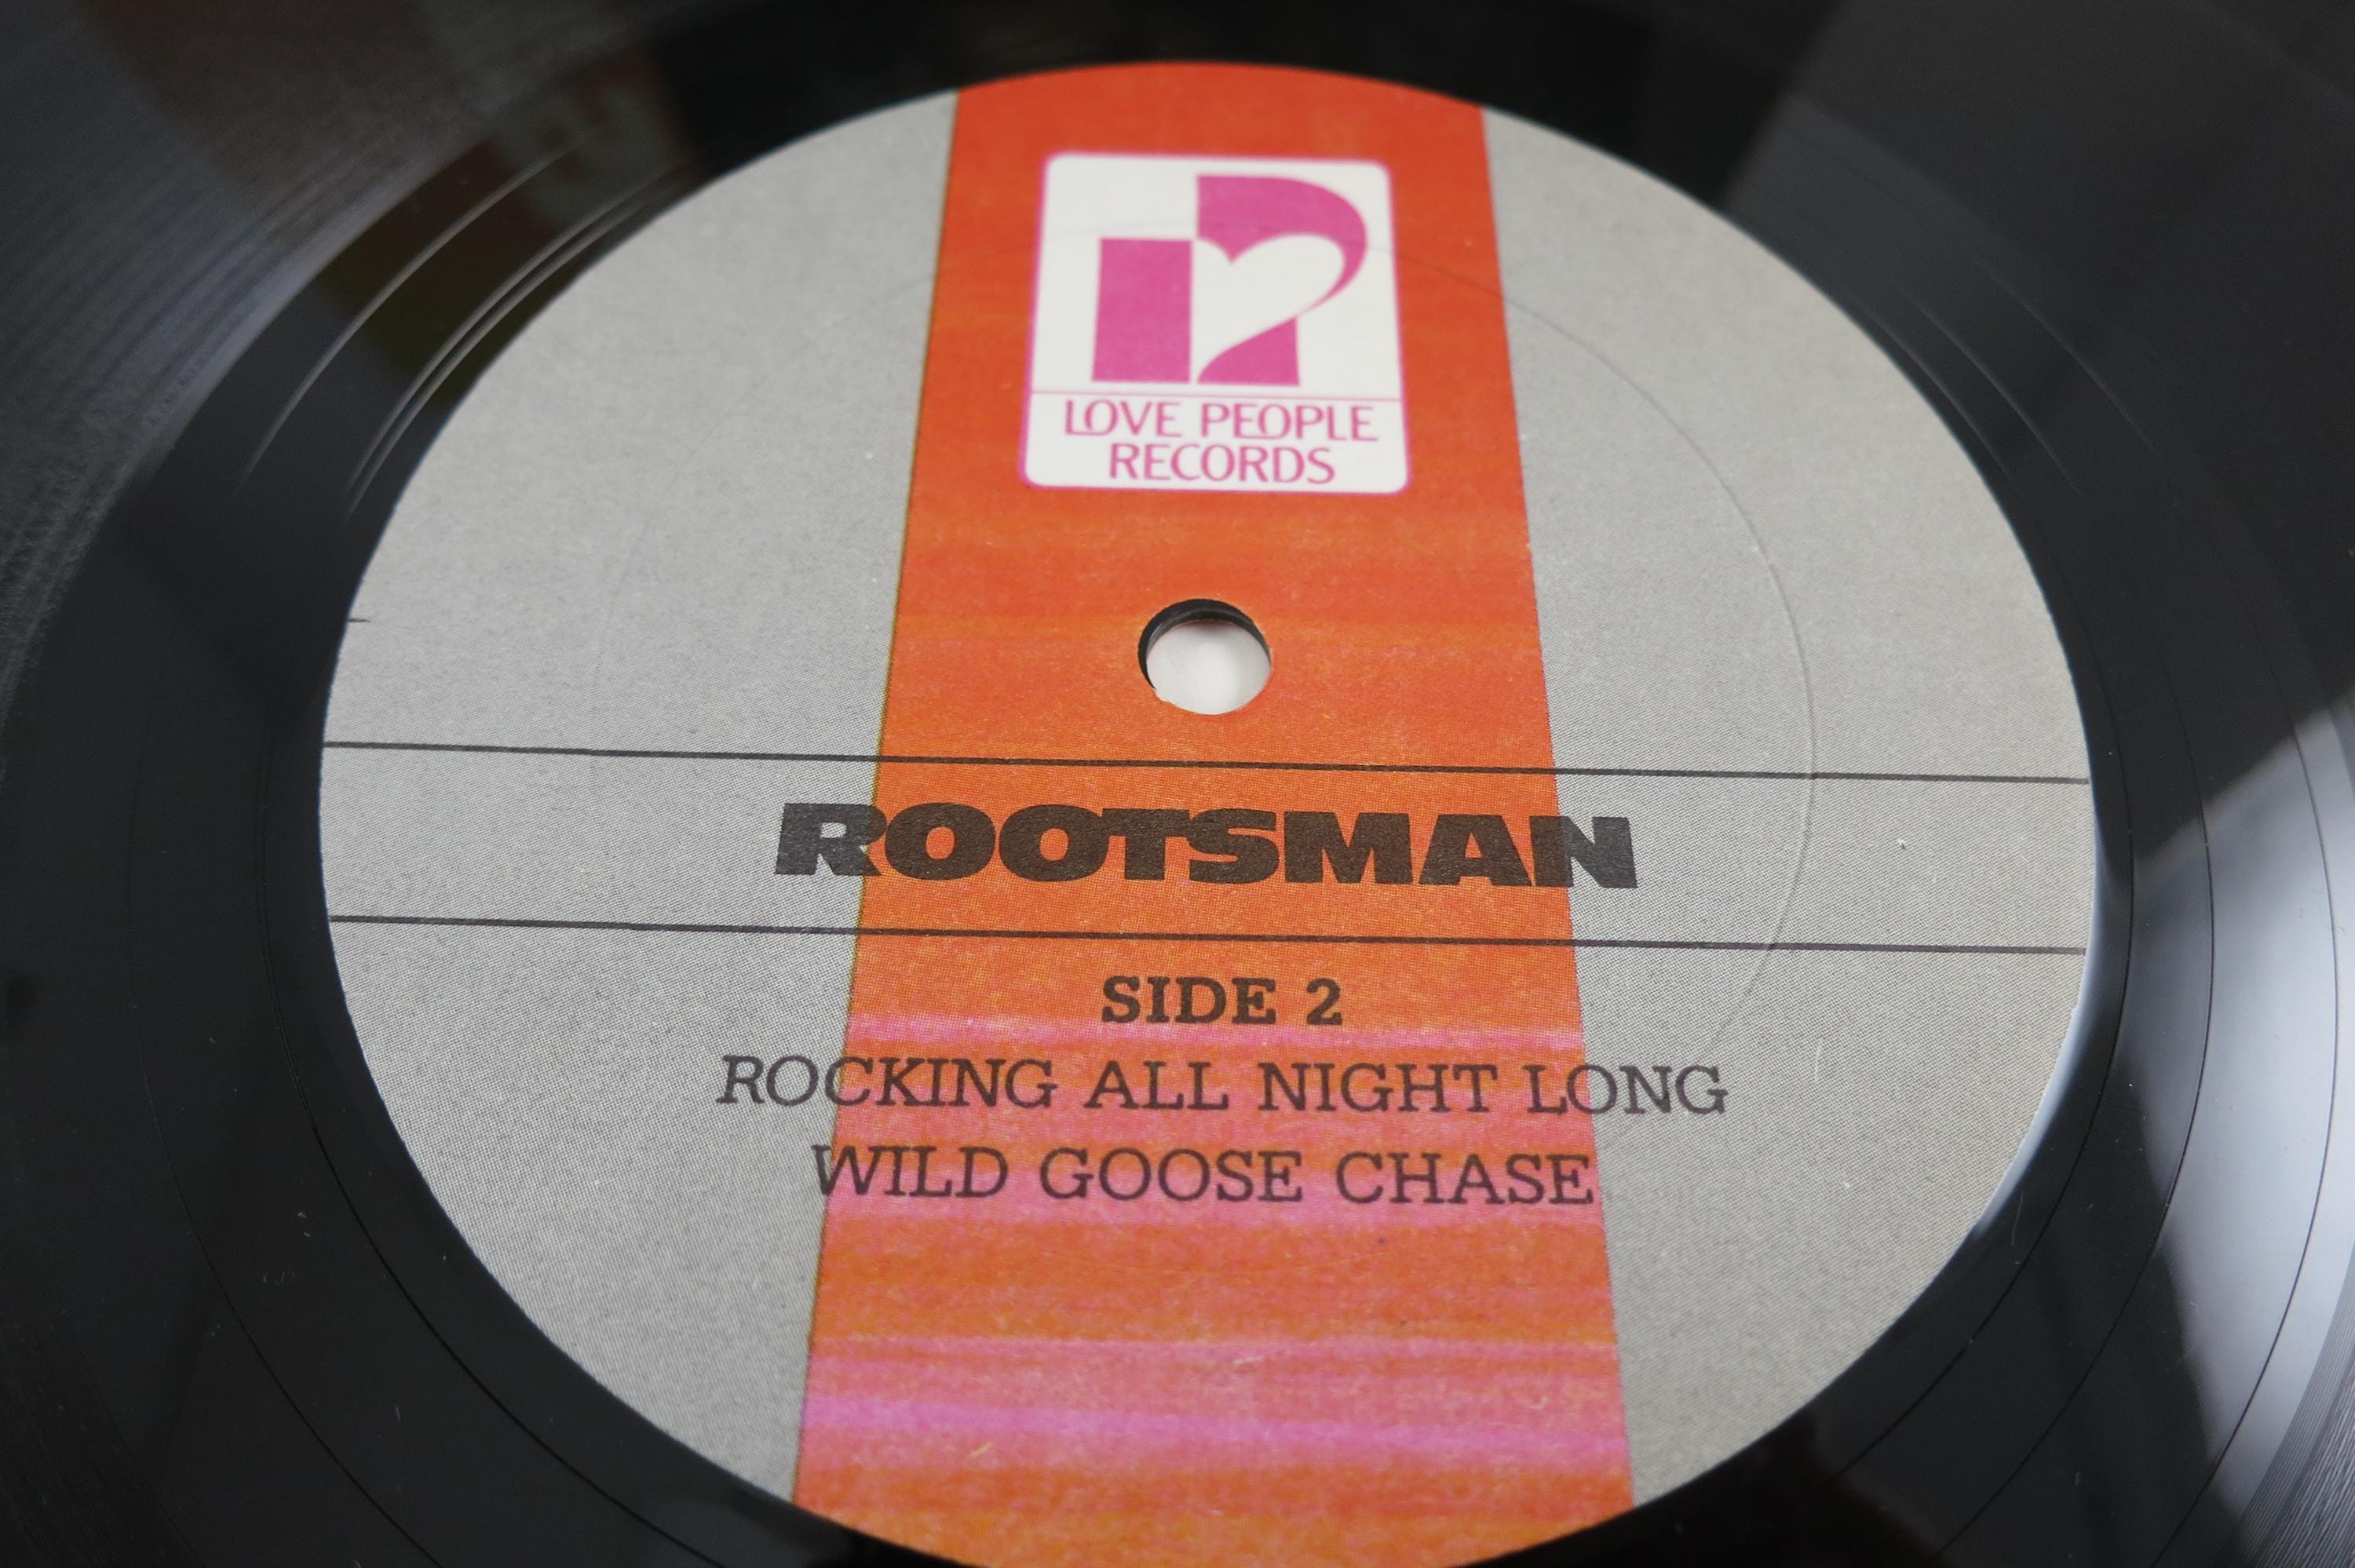 LOVE PEOPLE
RECORDS
ROOTSMAN
SIDE 2
ROCKING ALL NIGHT LONG
WILD GOOSE CHASE